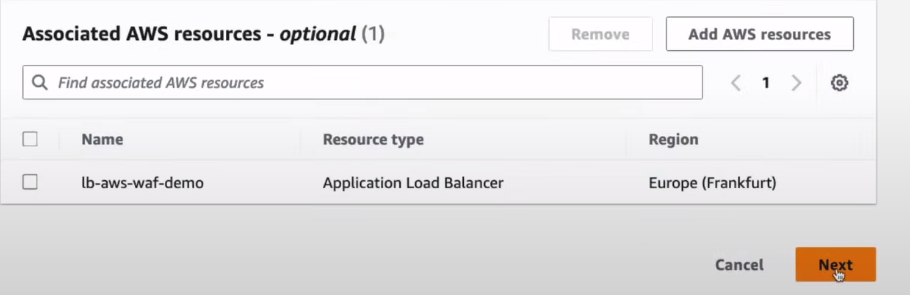 Associated AWS resources - optional (1)
Remove
Add AWS resources
Find associated AWS resources
1
Name Resource type Region
lb-aws-waf-demo Application Load Balancer Europe (Frankfurt)
Cancel
Next